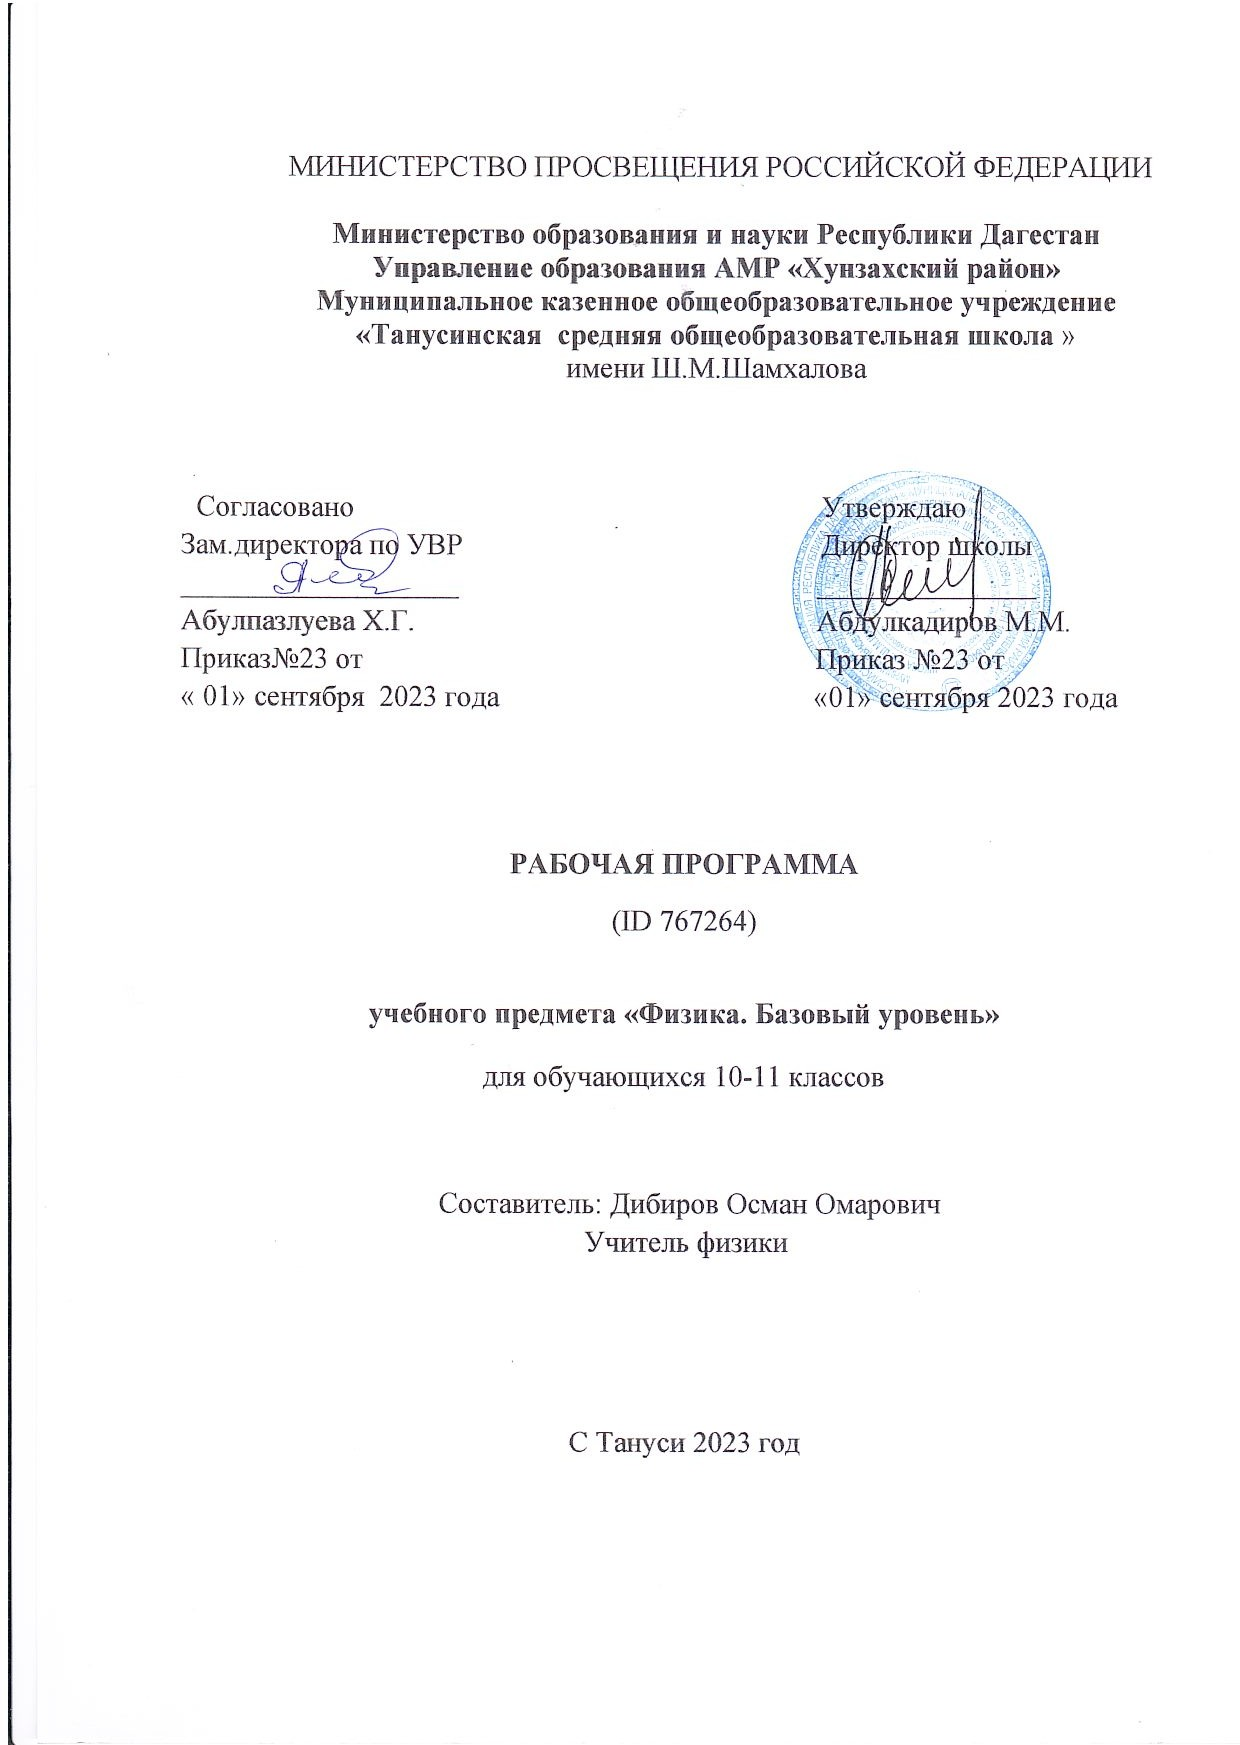 МИНИСТЕРСТВО ПРОСВЕЩЕНИЯ РОССИЙСКОЙ ФЕДЕРАЦИИ
Министерство образования и науки Республики Дагестан
Управление образования АМР «Хунзахский район»
Муниципальное казенное общеобразовательное учреждение
«Танусинская средняя общеобразовательная школа »
имени Ш.М.Шамхалова
Согласовано
Зам.директора по УВР
Абулпазлуева Х.Г.
Приказ№23 от
« 01» сентября 2023 года
Утверждаю
Директор школы
Абдулкадиров М.М.
Приказ №23 от
«01» сентября 2023 года
РАБОЧАЯ ПРОГРАММА
(ID 767264)
учебного предмета «Физика. Базовый уровень»
для обучающихся 10-11 классов
Составитель: Дибиров Осман Омарович
Учитель физики
С Тануси 2023 год